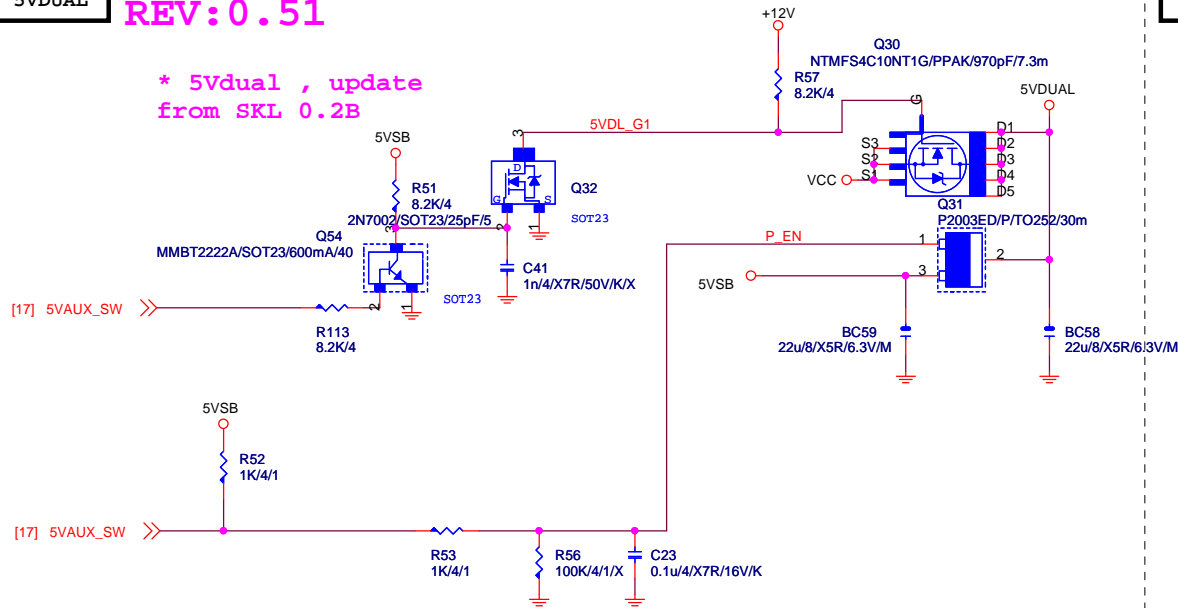 5VDUAL
REV:0.51
* 5Vdual , update
from SKL 0.2B
+12V
R57
8.2K/4
Q30
NTMFS4C10NT1G/PPAK/970pF/7.3m
5VDUAL
5VDL_G1
G
D1
D2
D3
D4
D5
S3
S2
S1
VCC
5VSB
R51
8.2K/4
2N7002/SOT23/25pF/5
3
D
G
S
2
1
Q32
SOT23
Q54
MMBT2222A/SOT23/600mA/40
3
2
1
SOT23
C41
1n/4/X7R/50V/K/X
[17] 5VAUX_SW
R113
8.2K/4
Q31
P2003ED/P/TO252/30m
P_EN
1
2
3
5VSB
BC59
22u/8/X5R/6.3V/M
BC58
22u/8/X5R/6.3V/M
5VSB
R52
1K/4/1
[17] 5VAUX_SW
R53
1K/4/1
R56
100K/4/1/X
C23
0.1u/4/X7R/16V/K